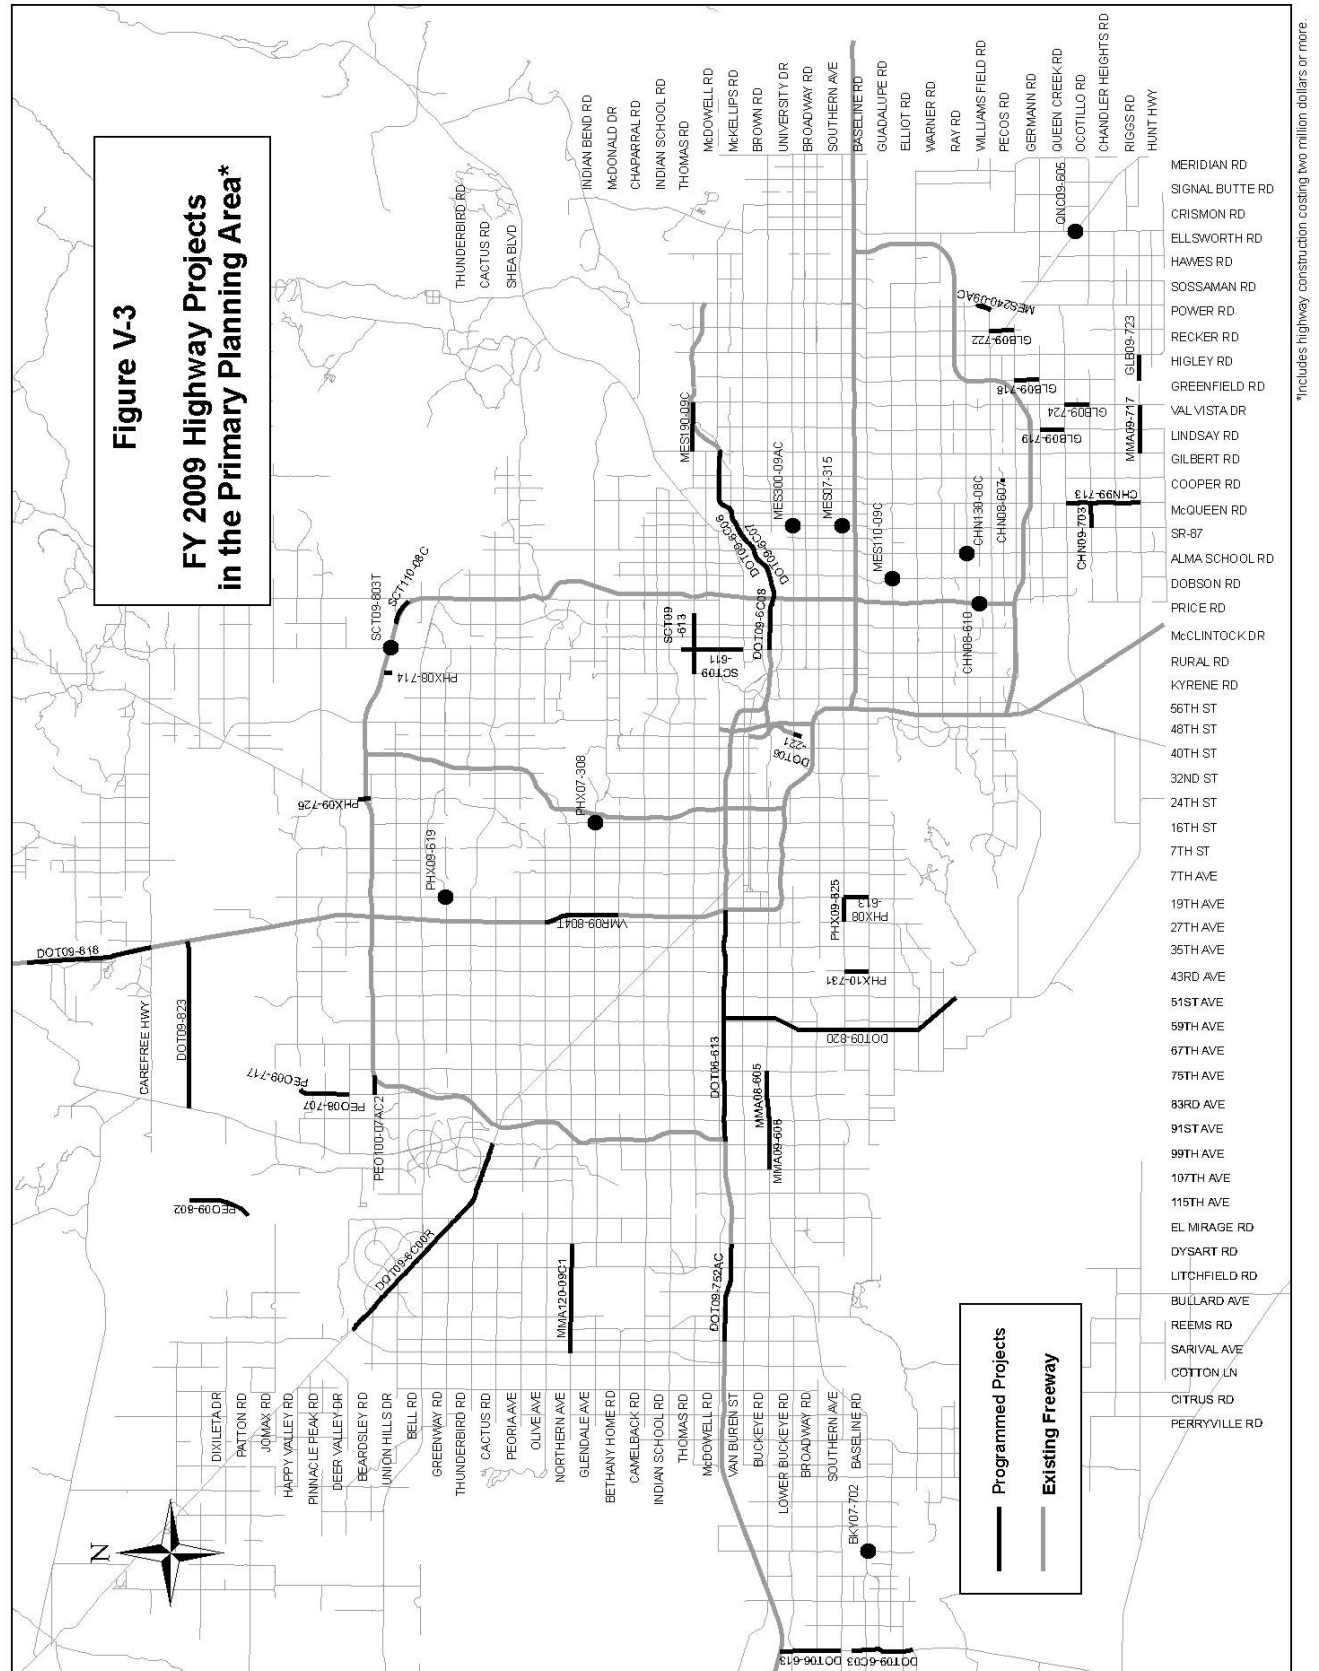 Figure V-3
FY 2009 Highway Projects
in the Primary Planning Area*
N
THUNDERBIRD RD
CACTUS RD
SHEA BLVD
INDIAN BEND RD
McDONALD DR
CHAPARRAL RD
INDIAN SCHOOL RD
THOMAS RD
McDOWELL RD
McKELLIPS RD
BROWN RD
UNIVERSITY DR
BROADWAY RD
SOUTHERN AVE
BASELINE RD
GUADALUPE RD
ELLIOT RD
WARNER RD
RAY RD
WILLIAMS FIELD RD
PECOS RD
GERMANN RD
QUEEN CREEK RD
OCOTILLO RD
CHANDLER HEIGHTS RD
RIGGS RD
HUNT HWY
MERIDIAN RD
SIGNAL BUTTE RD
CRISMON RD
ELLSWORTH RD
HAWES RD
SOSSAMAN RD
POWER RD
RECKER RD
HIGLEY RD
GREENFIELD RD
VAL VISTA DR
LINDSAY RD
GILBERT RD
COOPER RD
McQUEEN RD
SR-87
ALMA SCHOOL RD
DOBSON RD
PRICE RD
McCLINTOCK DR
RURAL RD
KYRENE RD
56TH ST
48TH ST
40TH ST
32ND ST
24TH ST
16TH ST
7TH ST
7TH AVE
19TH AVE
27TH AVE
35TH AVE
43RD AVE
51ST AVE
59TH AVE
67TH AVE
75TH AVE
83RD AVE
91ST AVE
99TH AVE
107TH AVE
115TH AVE
EL MIRAGE RD
DYSART RD
LITCHFIELD RD
BULLARD AVE
REEMS RD
SARIVAL AVE
COTTON LN
CITRUS RD
PERRYVILLE RD
DIXILETA DR
PATTON RD
JOMAX RD
HAPPY VALLEY RD
PINNACLE PEAK RD
DEER VALLEY DR
BEARDSLEY RD
UNION HILLS DR
BELL RD
GREENWAY RD
THUNDERBIRD RD
CACTUS RD
PEORIA AVE
OLIVE AVE
NORTHERN AVE
GLENDALE AVE
BETHANY HOME RD
CAMELBACK RD
INDIAN SCHOOL RD
THOMAS RD
McDOWELL RD
VAN BUREN ST
BUCKEYE RD
LOWER BUCKEYE RD
BROADWAY RD
SOUTHERN AVE
BASELINE RD
CAREFREE HWY
QNC09-605
MES240-09AC
GLB09-722
GLB09-723
GLB09-718
GLB09-724
MMA09-717
GLB09-719
MES190-09C
MES300-09AC
MES07-315
CHN08-607
CHN99-713
CHN09-703
CHN130-08C
MES110-09C
CHN08-610
DOT09-6C06
DOT09-6C07
DOT09-6C08
SCT110-08C
SCT09-803T
SCT09
-613
SCT09
-611
PHX08-714
DOT06
-221
PHX09-726
PHX07-308
PHX09-619
VMR09-804T
PHX09-825
PHX08
-613
PHX10-731
DOT09-818
DOT09-823
DOT09-820
DOT06-613
PEO09-717
PEO08-707
PEO100-07AC2
MMA08-605
MMA09-608
PEO09-802
DOT09-6C00R
MMA120-09C1
DOT09-752AC
BKY07-702
DOT06-613
DOT09-6C03
Programmed Projects
Existing Freeway
*Includes highway construction costing two million dollars or more.